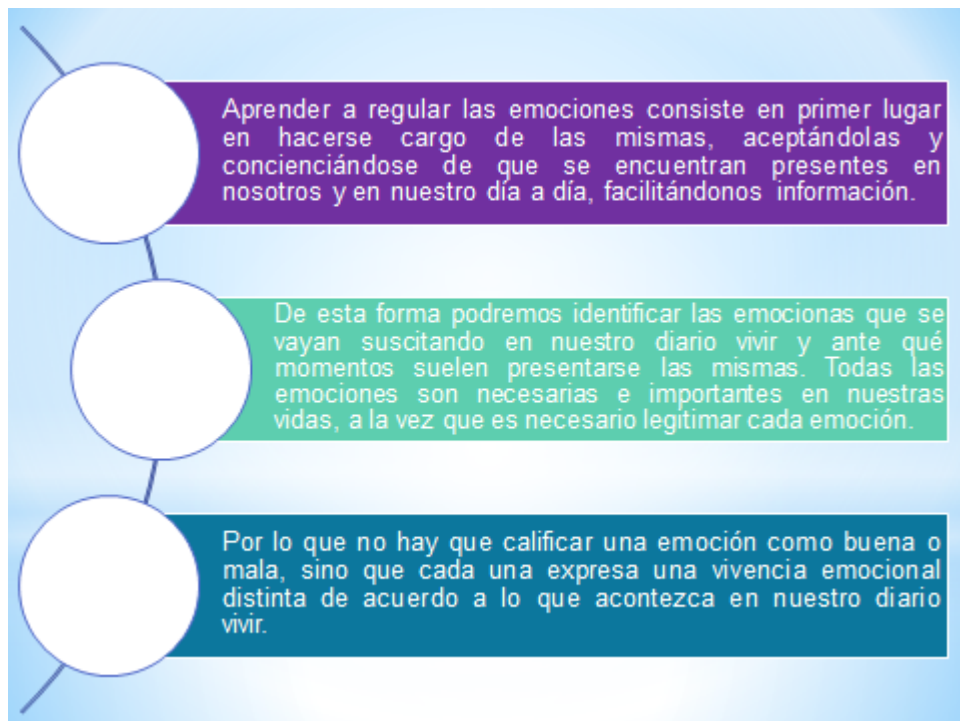 Aprender a regular las emociones consiste en primer lugar
en hacerse cargo de las mismas, aceptándolas y
concienciándose de que se encuentran presentes en
nosotros y en nuestro día a día, facilitándonos información.
De esta forma podremos identificar las emocionas que se
vayan suscitando en nuestro diario vivir y ante qué
momentos suelen presentarse las mismas. Todas las
emociones son necesarias e importantes en nuestras
vidas, a la vez que es necesario legitimar cada emoción.
Por lo que no hay que calificar una emoción como buena o
mala, sino que cada una expresa una vivencia emocional
distinta de acuerdo a lo que acontezca en nuestro diario
vivir.